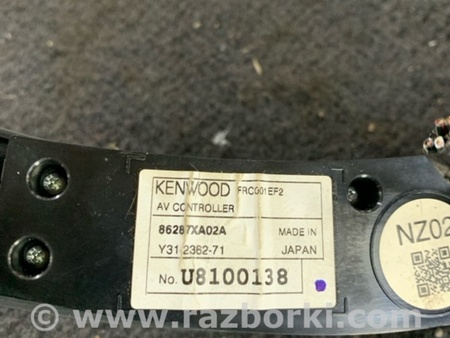 KENWOOD FRC001EF2
AV CONTROLLER
86287XA02A MADE IN
Y31 2362-71 JAPAN
No. U8100138
NZ02
www.razborki.com